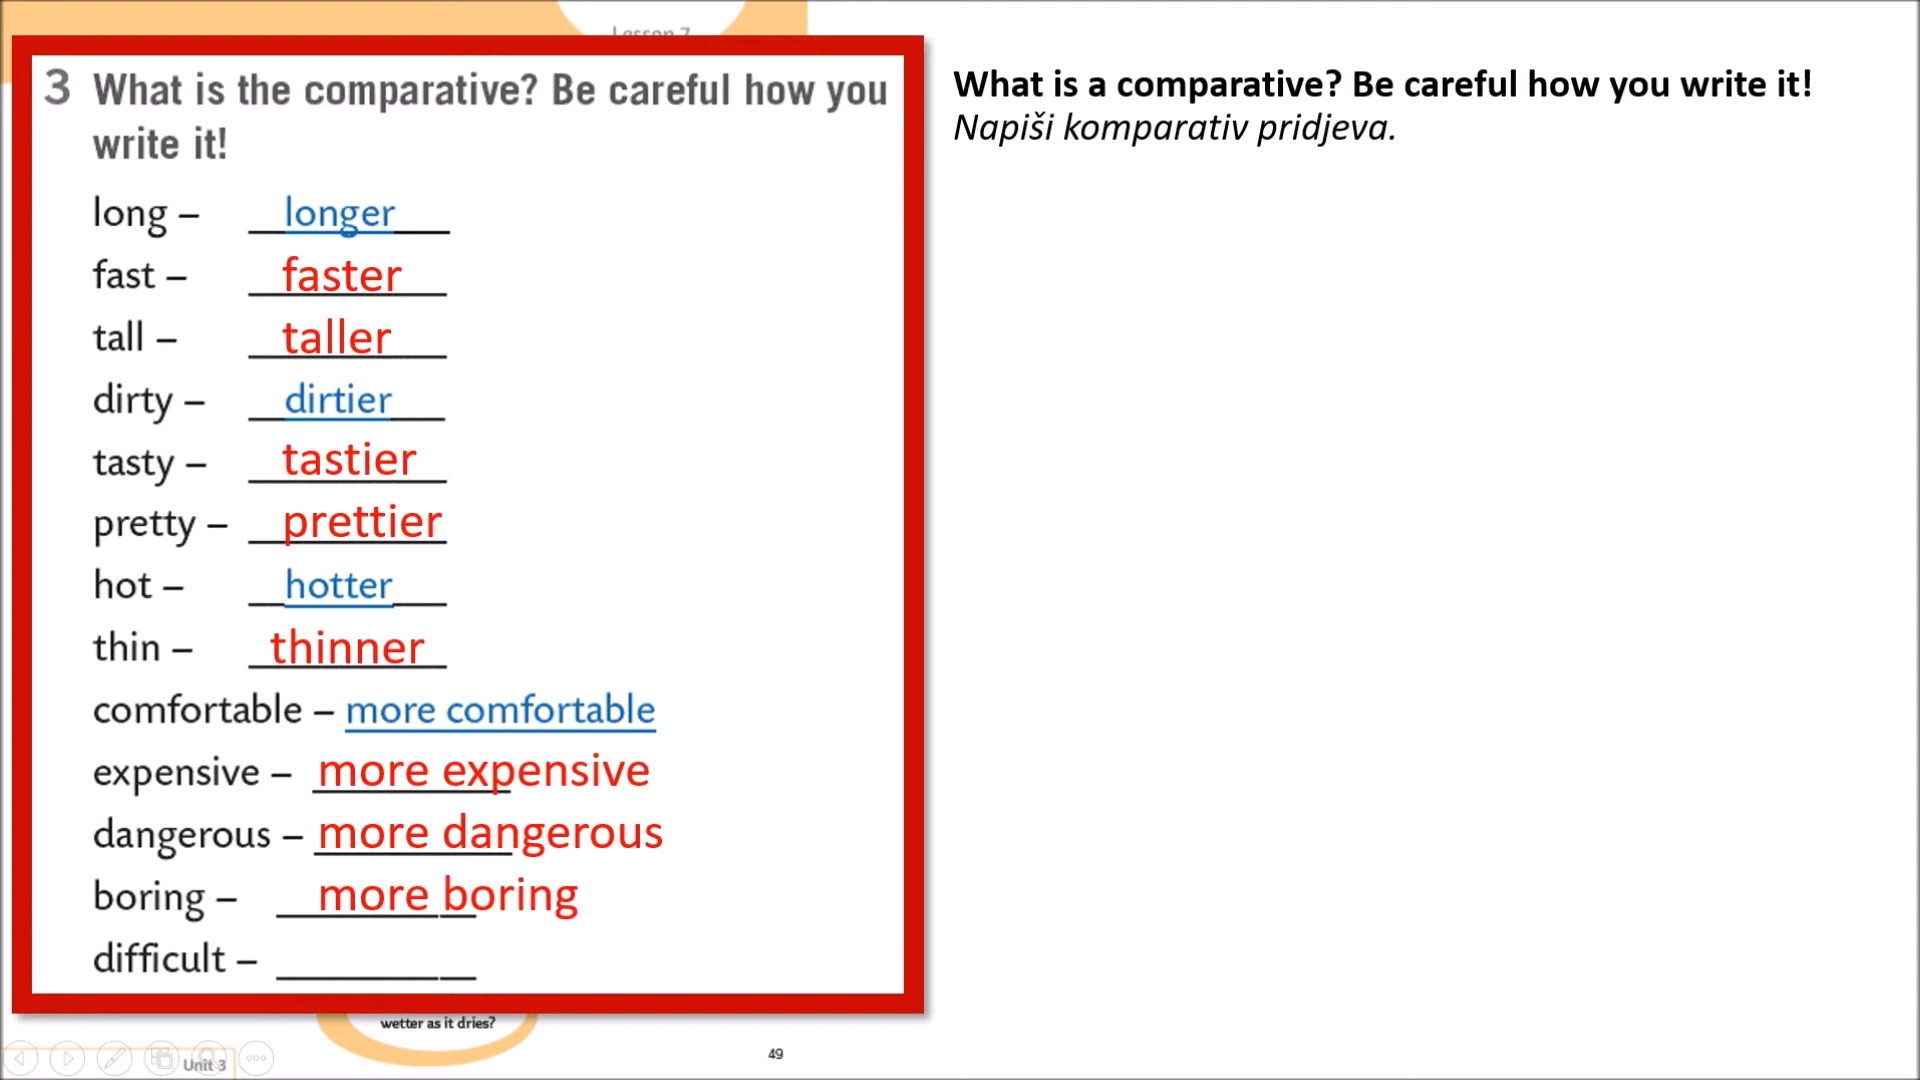 Lesson 7
3 What is the comparative? Be careful how you
write it!
long – longer
fast – faster
tall – taller
dirty – dirtier
tasty – tastier
pretty – prettier
hot – hotter
thin – thinner
comfortable – more comfortable
expensive – more expensive
dangerous – more dangerous
boring – more boring
difficult –
wetter as it dries?
Unit 3
49
What is a comparative? Be careful how you write it!
Napiši komparativ pridjeva.